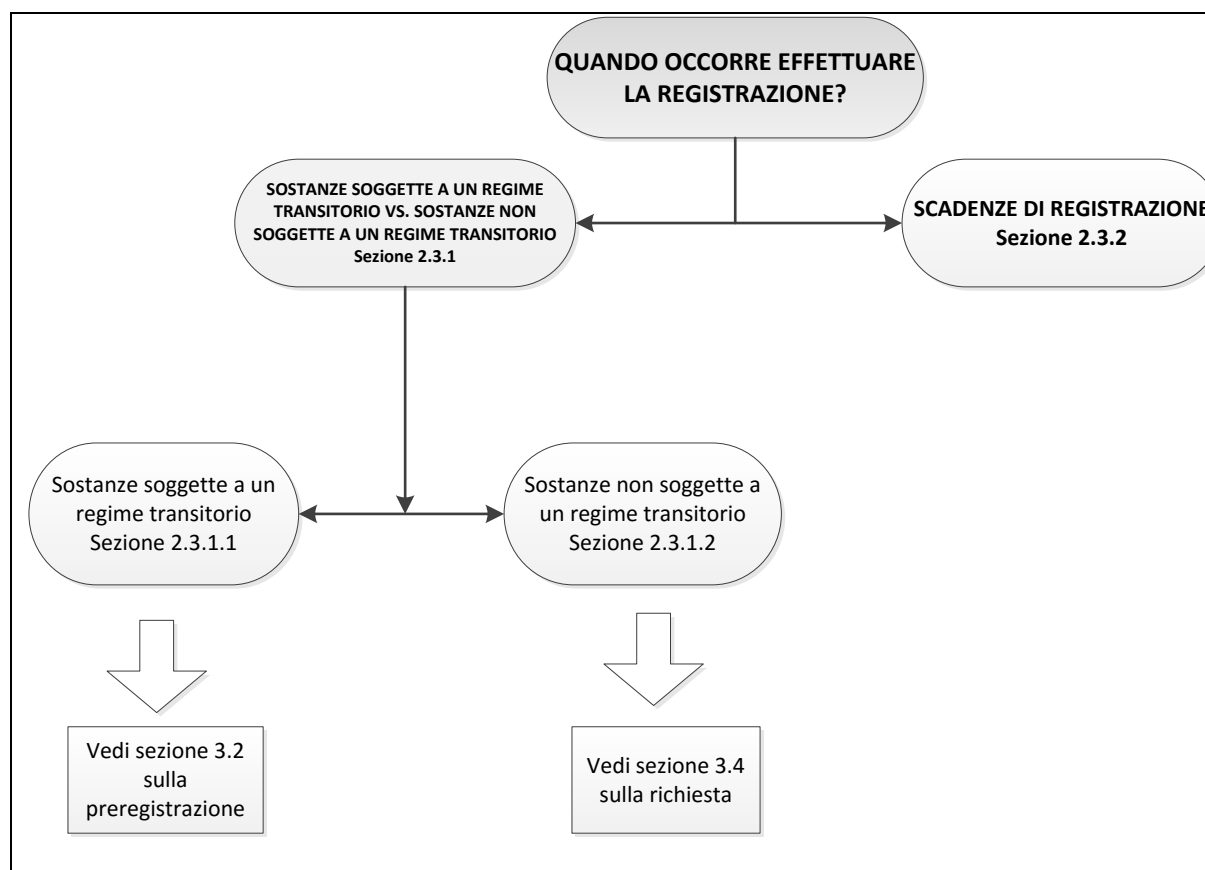 QUANDO OCCORRE EFFETTUARE
LA REGISTRAZIONE?
SOSTANZE SOGGETTE A UN REGIME
TRANSITORIO VS. SOSTANZE NON
SOGGETTE A UN REGIME TRANSITORIO
Sezione 2.3.1
SCADENZE DI REGISTRAZIONE
Sezione 2.3.2
Sostanze soggette a un
regime transitorio
Sezione 2.3.1.1
Sostanze non soggette a
un regime transitorio
Sezione 2.3.1.2
Vedi sezione 3.2
sulla
preregistrazione
Vedi sezione 3.4
sulla richiesta